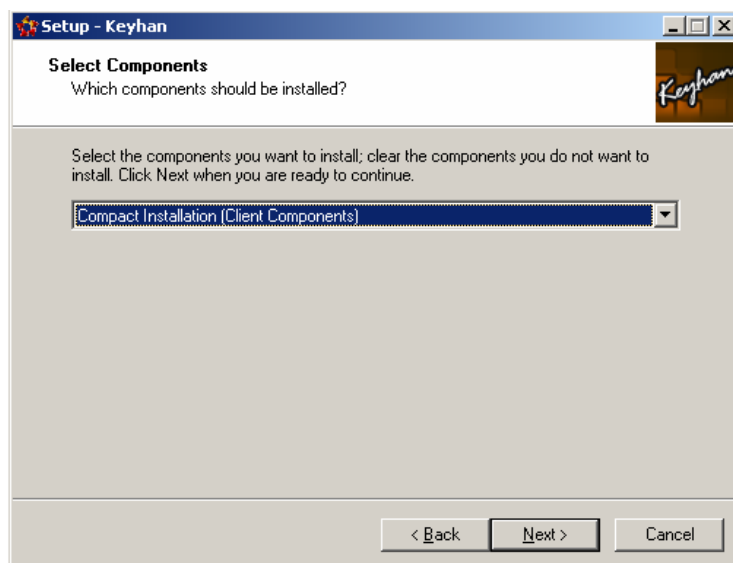 Setup - Keyhan
Select Components
Which components should be installed?
Keyhan
Select the components you want to install; clear the components you do not want to
install. Click Next when you are ready to continue.
Compact Installation (Client Components)
< Back
Next >
Cancel